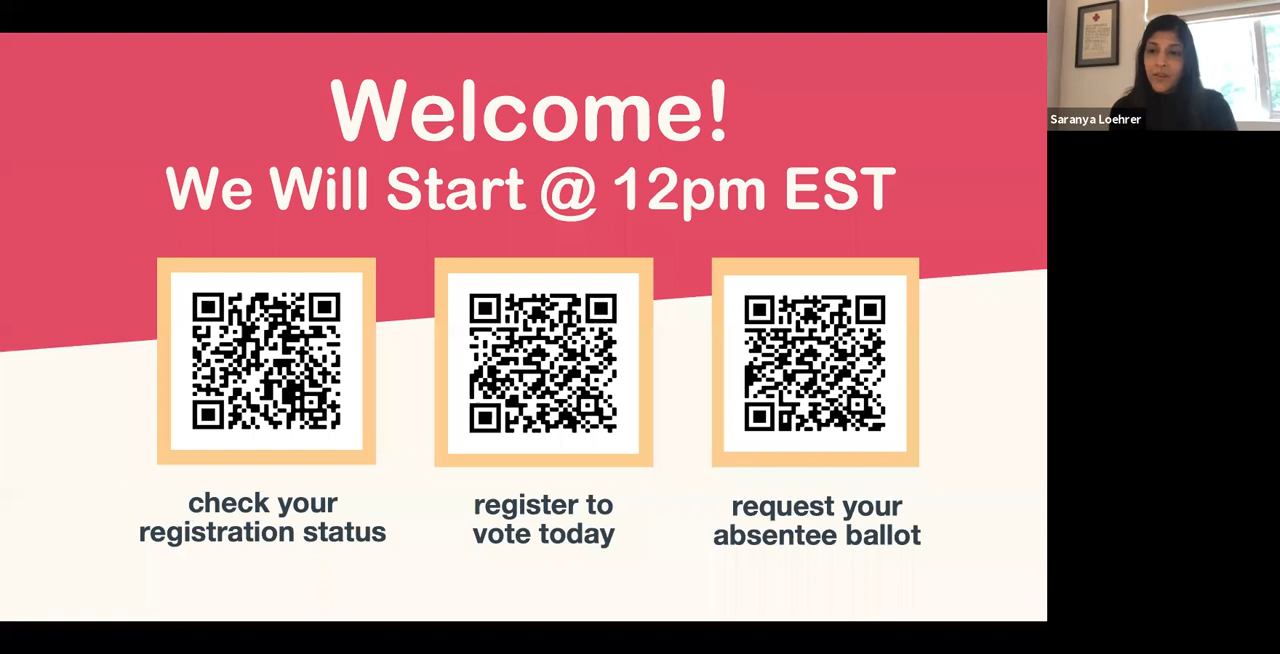 Welcome!
We Will Start @ 12pm EST
check your
registration status
register to
vote today
request your
absentee ballot
Saranya Loehrer